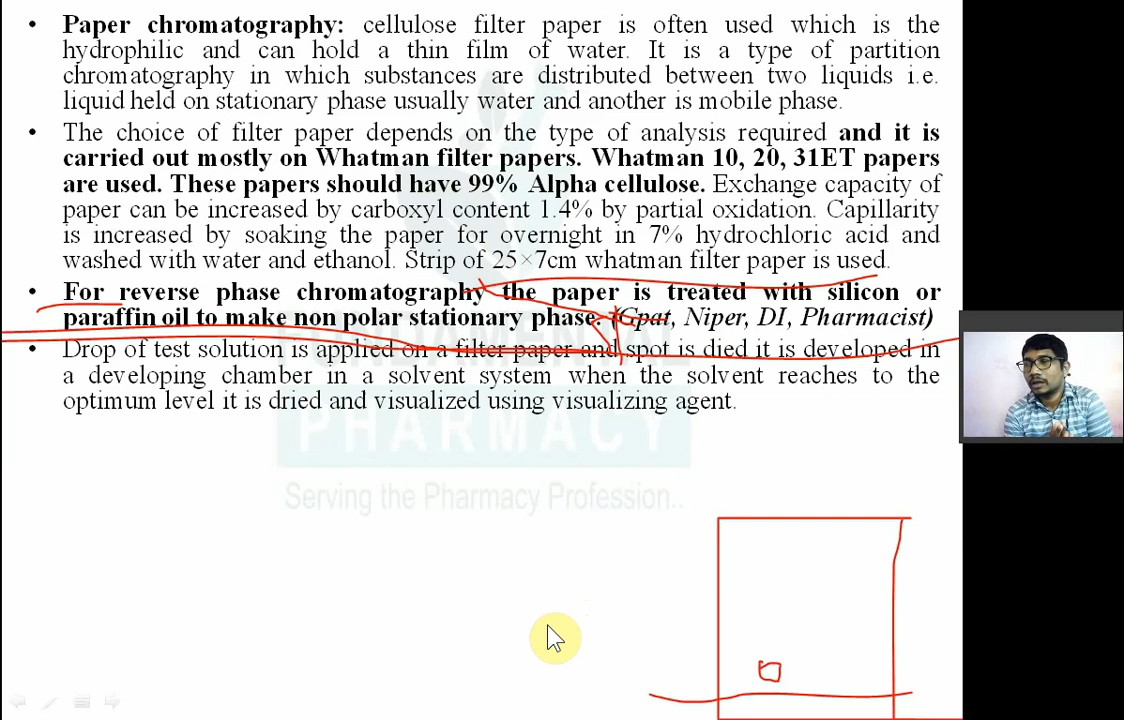 • Paper chromatography: cellulose filter paper is often used which is the
hydrophilic and can hold a thin film of water. It is a type of partition
chromatography in which substances are distributed between two liquids i.e.
liquid held on stationary phase usually water and another is mobile phase.
• The choice of filter paper depends on the type of analysis required and it is
carried out mostly on Whatman filter papers. Whatman 10, 20, 31ET papers
are used. These papers should have 99% Alpha cellulose. Exchange capacity of
paper can be increased by carboxyl content 1.4% by partial oxidation. Capillarity
is increased by soaking the paper for overnight in 7% hydrochloric acid and
washed with water and ethanol. Strip of 25×7cm whatman filter paper is used.
• For reverse phase chromatography the paper is treated with silicon or
paraffin oil to make non polar stationary phase. (Gpat, Niper, DI, Pharmacist)
• Drop of test solution is applied on a filter paper and spot is died it is developed in
a developing chamber in a solvent system when the solvent reaches to the
optimum level it is dried and visualized using visualizing agent.
PHARMACY
Serving the Pharmacy Profession..